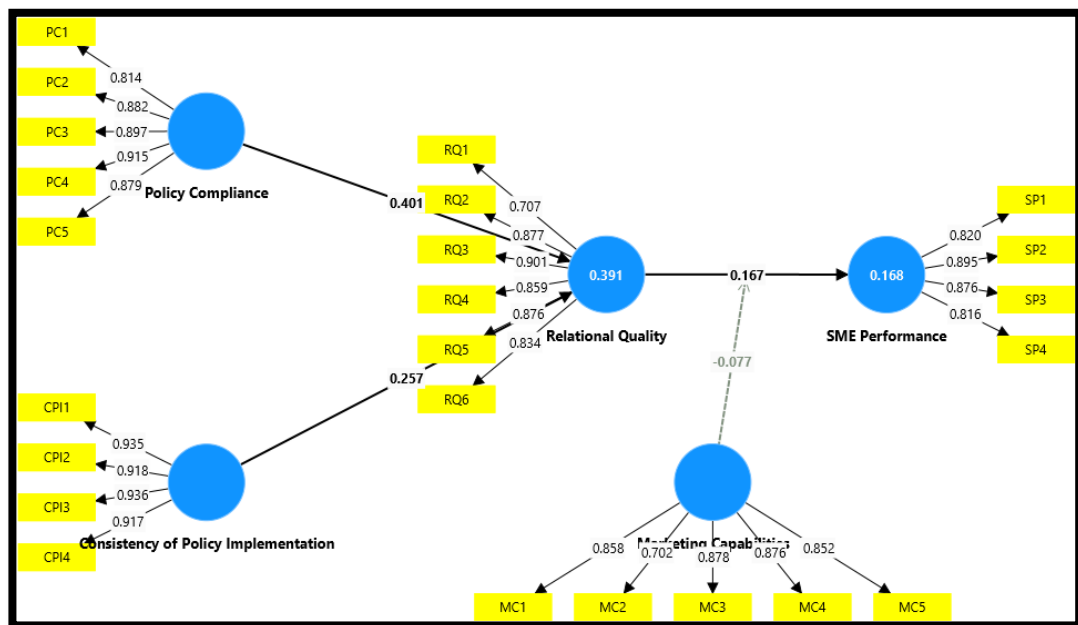 PC1
0.814
PC2
0.882
PC3
0.897
PC4
0.915
PC5
0.879
Policy Compliance
0.401
RQ1
0.707
RQ2
0.877
RQ3
0.901
RQ4
0.859
RQ5
0.876
RQ6
0.834
0.391
Relational Quality
0.167
0.168
SME Performance
SP1
0.820
SP2
0.895
SP3
0.876
SP4
0.816
-0.077
0.257
CPI1
0.935
CPI2
0.918
CPI3
0.936
CPI4
0.917
Consistency of Policy Implementation
Marketing Capabilities
0.858
0.702
0.878
0.876
0.852
MC1
MC2
MC3
MC4
MC5